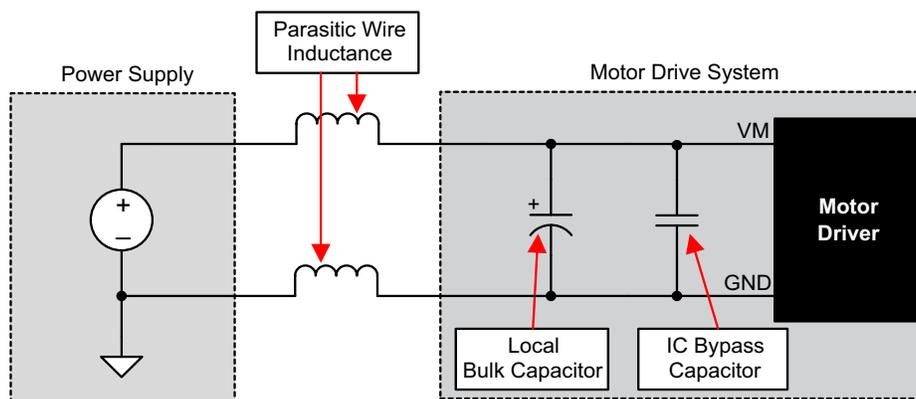 Parasitic Wire
Inductance
Power Supply
Motor Drive System
VM
+
–
+
Motor
Driver
GND
Local
Bulk Capacitor
IC Bypass
Capacitor